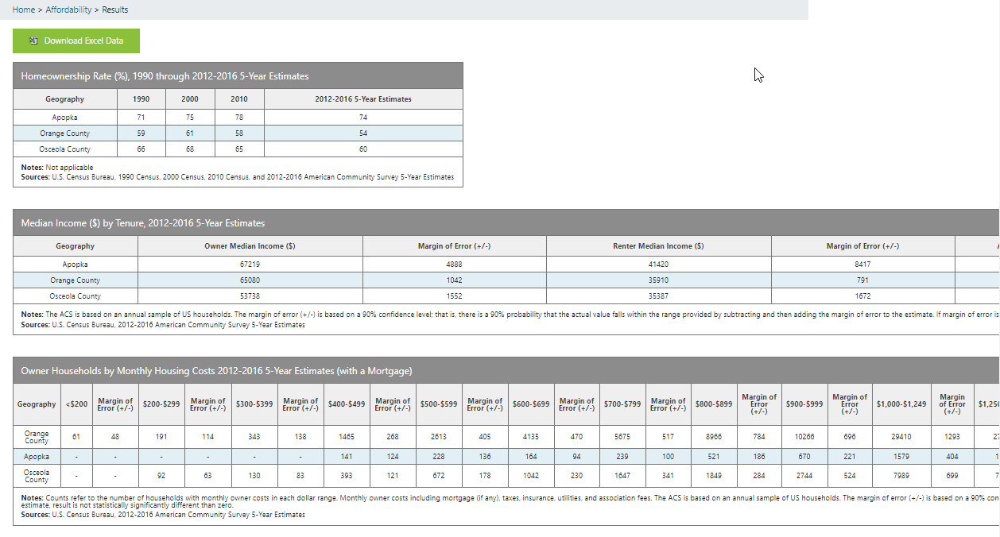 Home > Affordability > Results
Download Excel Data
Homeownership Rate (%), 1990 through 2012-2016 5-Year Estimates
Geography 1990 2000 2010 2012-2016 5-Year Estimates
Apopka 71 75 78 74
Orange County 59 61 58 54
Osceola County 66 68 65 60
Notes: Not applicable
Sources: U.S. Census Bureau, 1990 Census, 2000 Census, 2010 Census, and 2012-2016 American Community Survey 5-Year Estimates
Median Income ($) by Tenure, 2012-2016 5-Year Estimates
Geography Owner Median Income ($) Margin of Error (+/-) Renter Median Income ($) Margin of Error (+/-)
Apopka 67219 4888 41420 8417
Orange County 65080 1042 35910 791
Osceola County 53738 1552 35387 1672
Notes: The ACS is based on an annual sample of US households. The margin of error (+/-) is based on a 90% confidence level; that is, there is a 90% probability that the actual value falls within the range provided by subtracting and then adding the margin of error to the estimate. If margin of error is
Sources: U.S. Census Bureau, 2012-2016 American Community Survey 5-Year Estimates
Owner Households by Monthly Housing Costs 2012-2016 5-Year Estimates (with a Mortgage)
Geography <$200 Margin of Error (+/-) $200-$299 Margin of Error (+/-) $300-$399 Margin of Error (+/-) $400-$499 Margin of Error (+/-) $500-$599 Margin of Error (+/-) $600-$699 Margin of Error (+/-) $700-$799 Margin of Error (+/-) $800-$899 Margin of Error (+/-) $900-$999 Margin of Error (+/-) $1,000-$1,249 Margin of Error (+/-)
Orange County 61 48 191 114 343 138 1465 268 2613 405 4135 470 5675 517 8966 784 10266 696 29410 1293
Apopka - - - - - - 141 124 228 136 164 94 239 100 521 186 670 221 1579 404
Osceola County - - 92 63 130 83 393 121 672 178 1042 230 1647 341 1849 284 2744 524 7989 699
Notes: Counts refer to the number of households with monthly owner costs in each dollar range. Monthly owner costs including mortgage (if any), taxes, insurance, utilities, and association fees. The ACS is based on an annual sample of US households. The margin of error (+/-) is based on a 90% con
estimate, result is not statistically significantly different than zero.
Sources: U.S. Census Bureau, 2012-2016 American Community Survey 5-Year Estimates